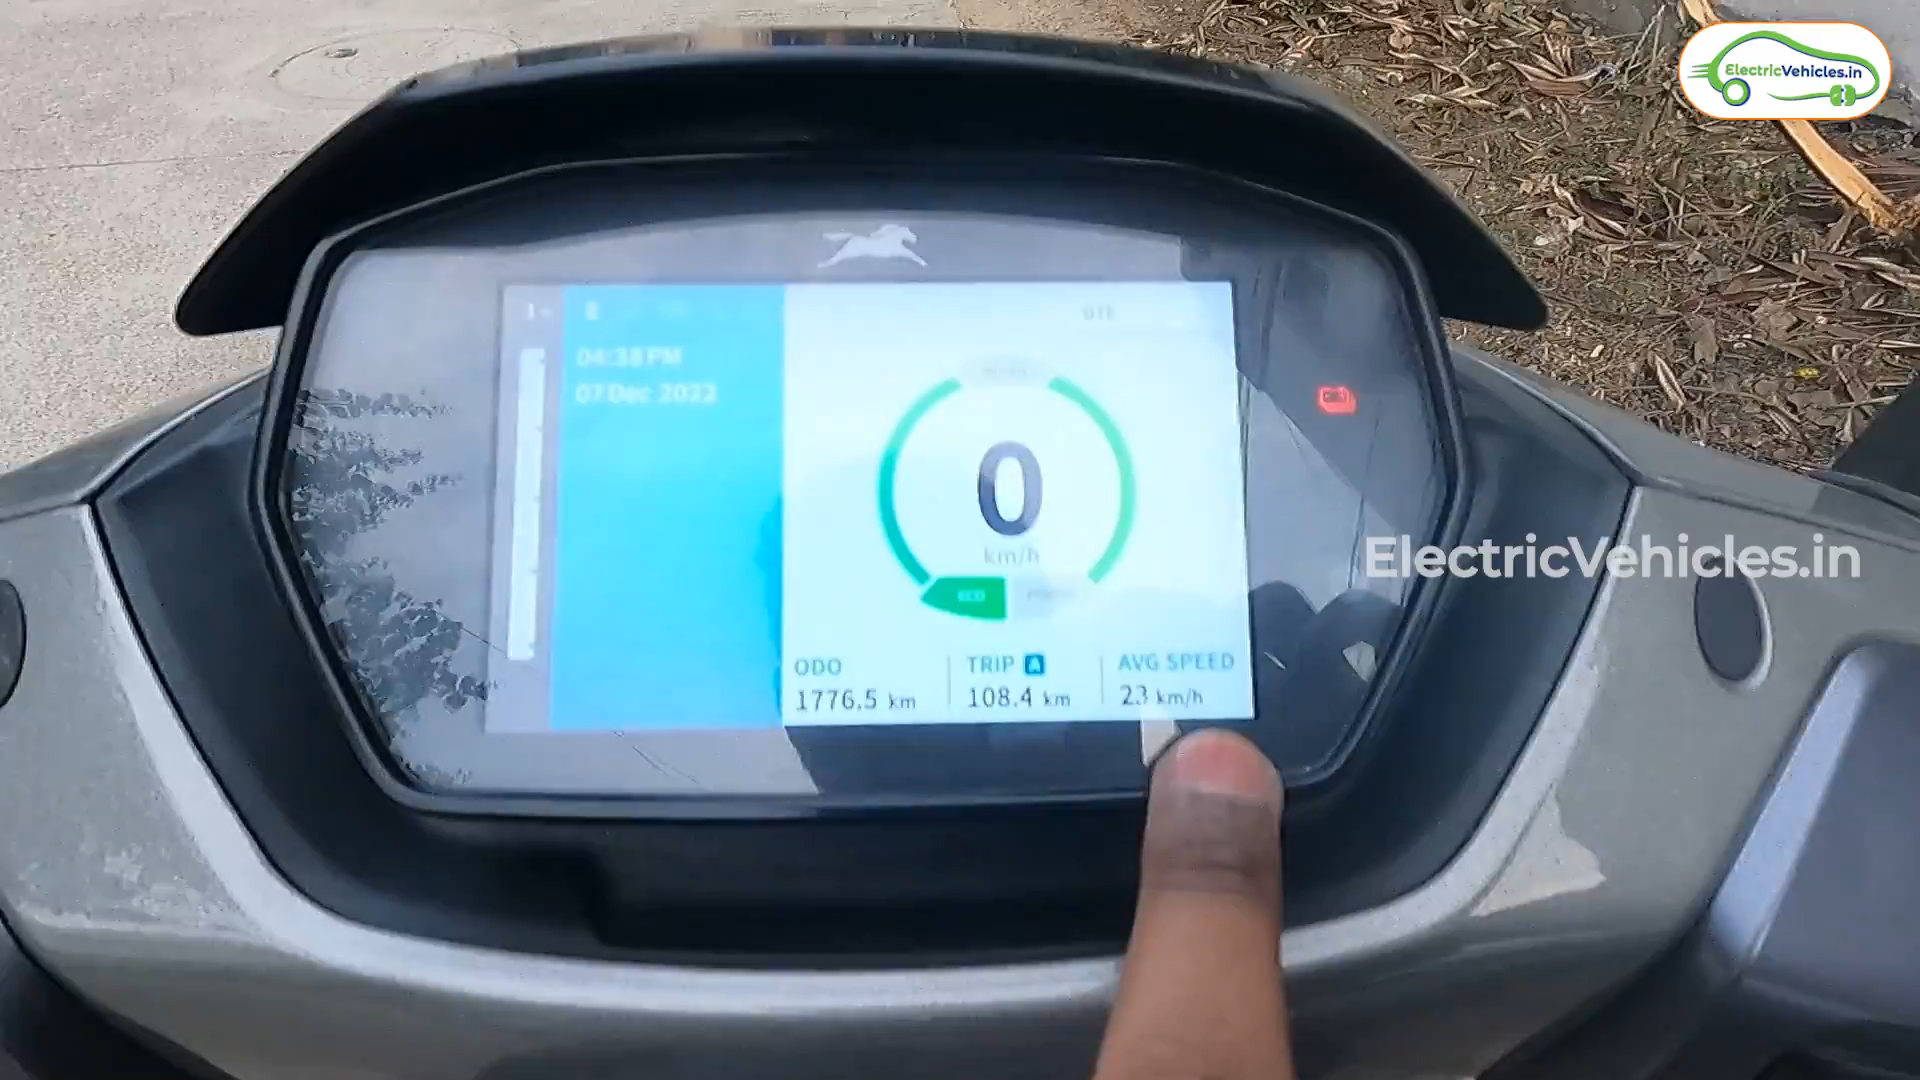 ElectricVehicles.in
04:38 PM
07 Dec 2022
0
km/h
ECO
ODO
TRIP A
AVG SPEED
1776.5 km
108.4 km
23 km/h
ElectricVehicles.in